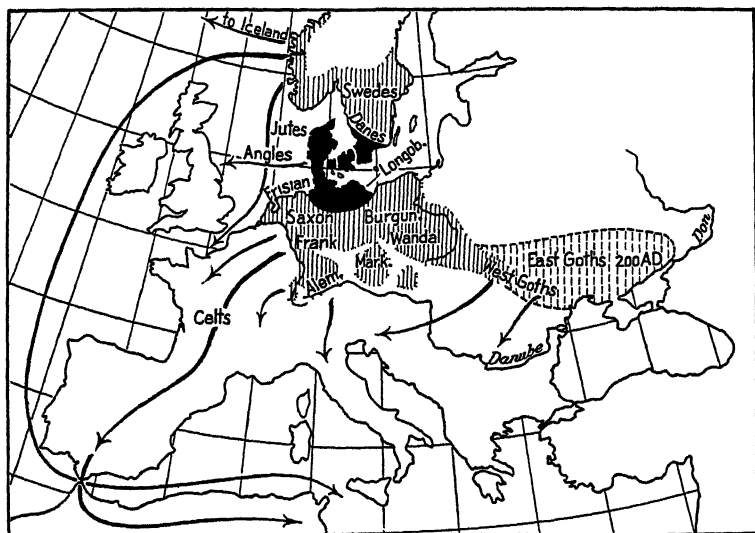 to Iceland
Swedes
Jutes
Danes
Angles
Longob.
Frisian
Saxon
Burgun.
Frank
Wanda.
Don
East Goths 200 AD
West Goths
Mark.
Alem.
Celts
Danube